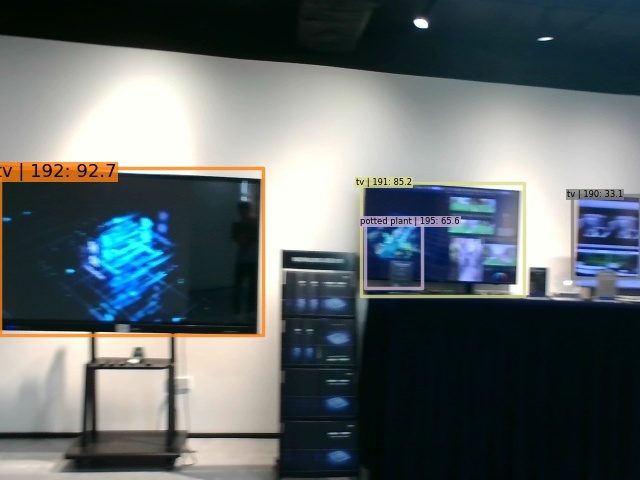 tv | 192: 92.7
tv | 191: 85.2
tv | 190: 33.1
potted plant | 195: 65.6